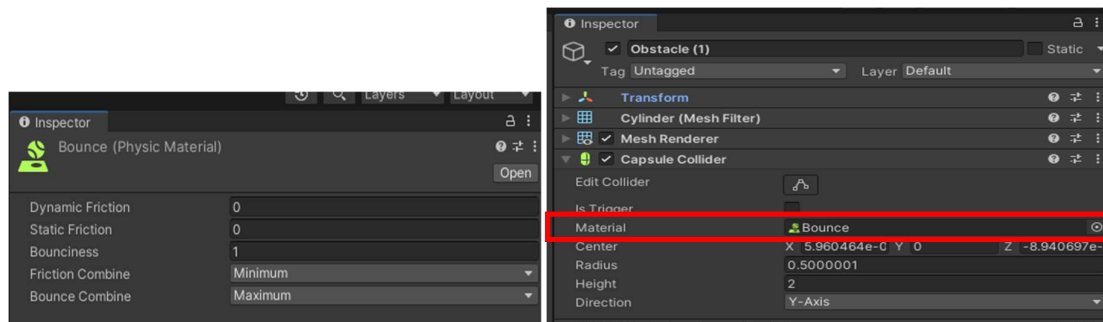 Layers Layout
Inspector
Bounce (Physic Material)
Open
Dynamic Friction 0
Static Friction 0
Bounciness 1
Friction Combine Minimum
Bounce Combine Maximum
Inspector
Obstacle (1) Static
Tag Untagged Layer Default
Transform
Cylinder (Mesh Filter)
Mesh Renderer
Capsule Collider
Edit Collider
Is Trigger
Material Bounce
Center X 5.960464e-0 Y 0 Z -8.940697e-
Radius 0.5000001
Height 2
Direction Y-Axis